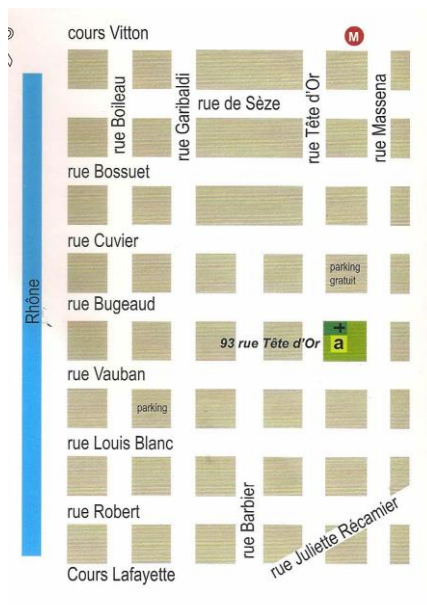 cours Vitton
M
rue Boileau
rue Garibaldi
rue de Sèze
rue Tête d'Or
rue Massena
rue Bossuet
rue Cuvier
parking
gratuit
Rhône
rue Bugeaud
93 rue Tête d'Or
+
a
rue Vauban
parking
rue Louis Blanc
rue Barbier
rue Robert
rue Juliette Récamier
Cours Lafayette